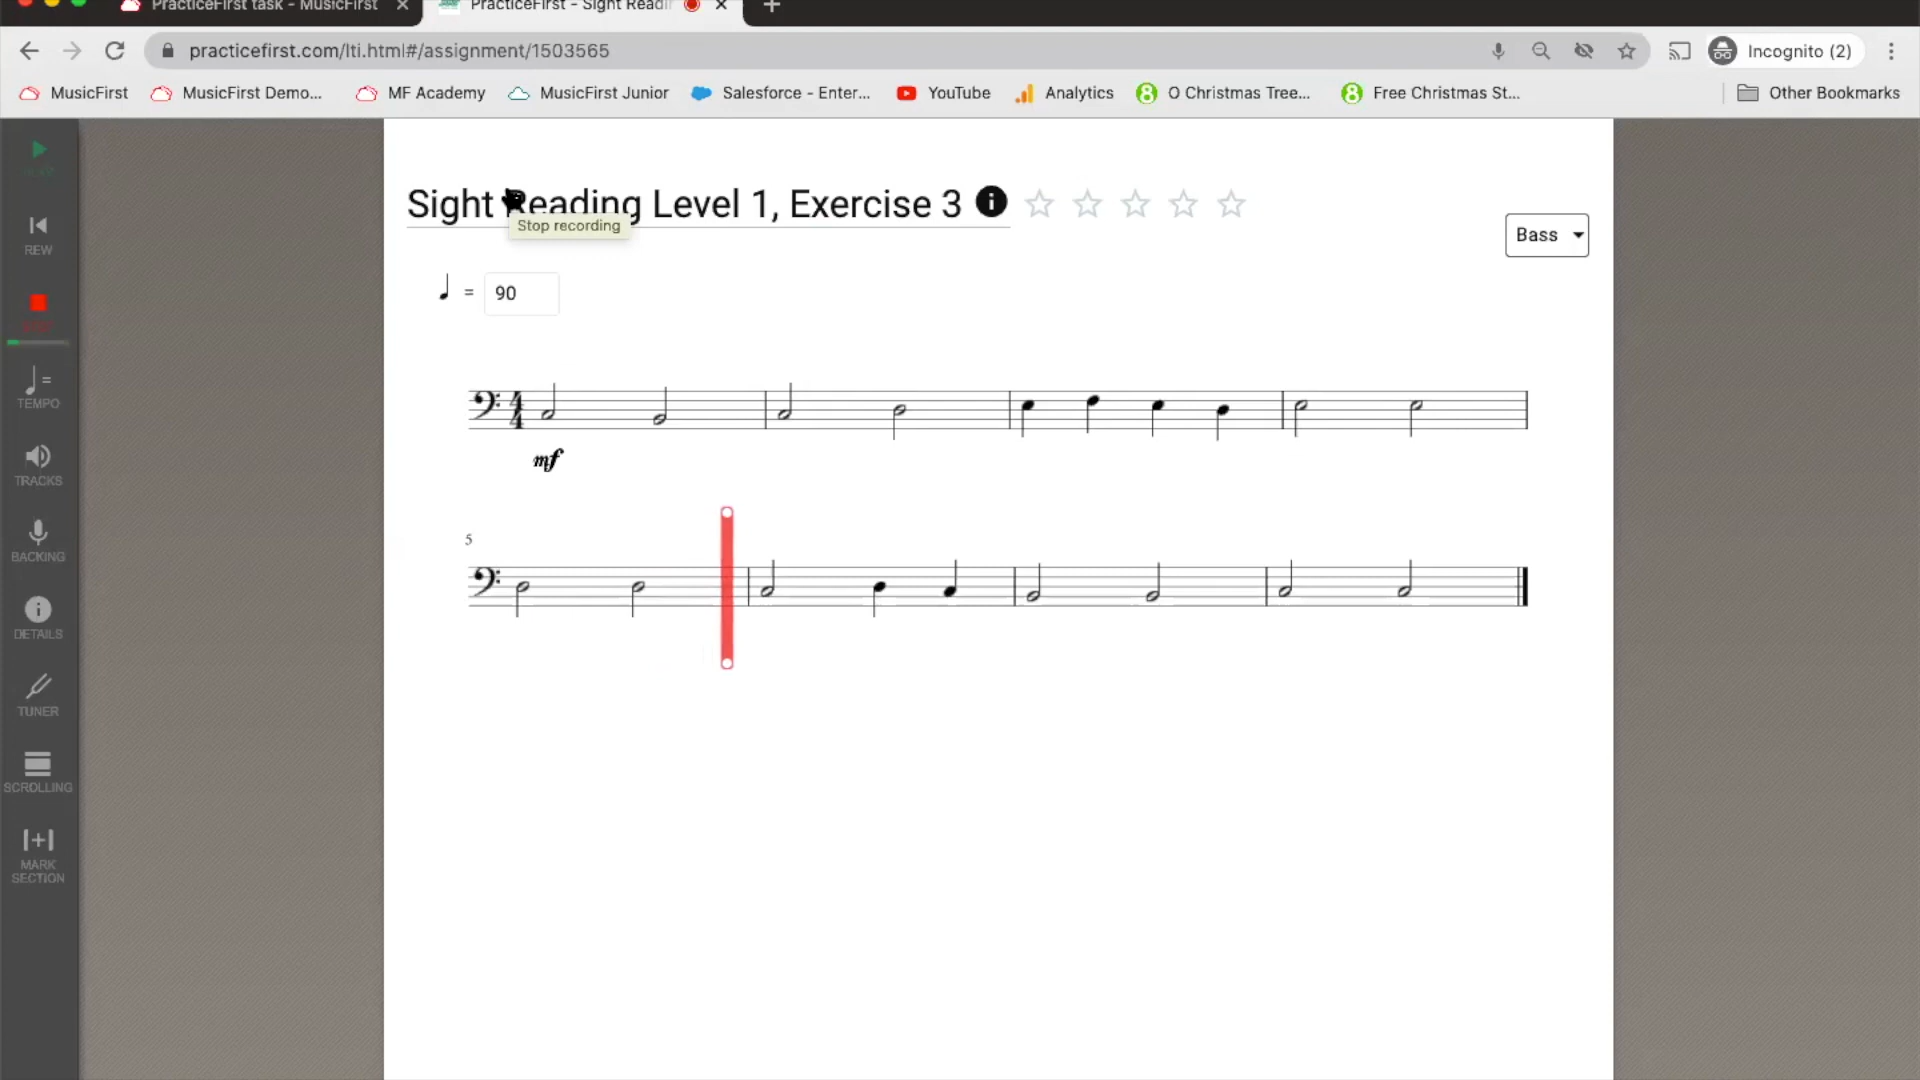 PracticeFirst task - MusicFirst
PracticeFirst - Sight Readin
practicefirst.com/lti.html#/assignment/1503565
Incognito (2)
MusicFirst
MusicFirst Demo...
MF Academy
MusicFirst Junior
Salesforce - Enter...
YouTube
Analytics
O Christmas Tree...
Free Christmas St...
Other Bookmarks
Sight Reading Level 1, Exercise 3
Stop recording
Bass
= 90
mf
5
REW
STOP
TEMPO
TRACKS
BACKING
DETAILS
TUNER
SCROLLING
MARK
SECTION